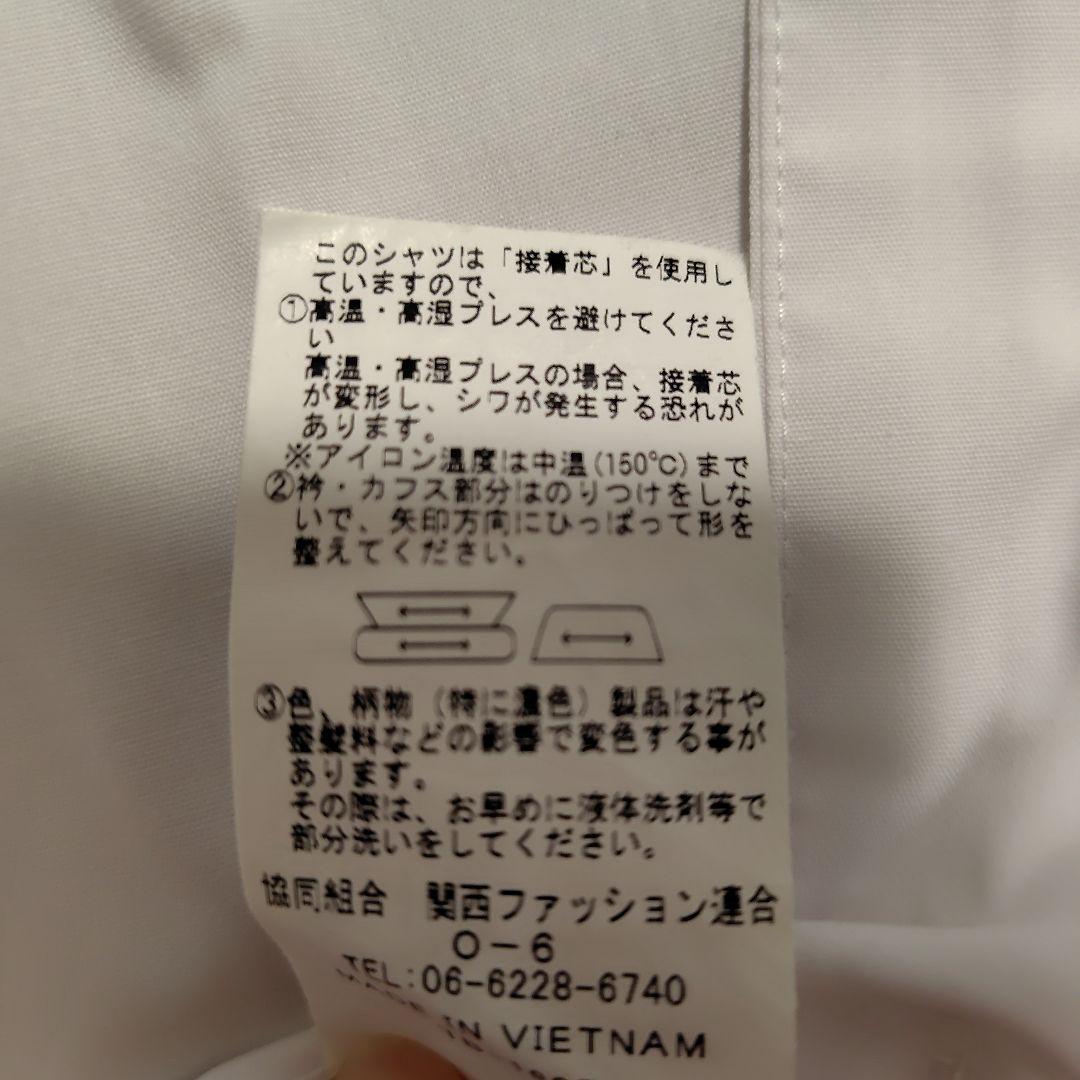 このシャツは「接着芯」を使用し
ていますので、
①高温・高湿プレスを避けてくださ
い
高温・高湿プレスの場合、接着芯
が変形し、シワが発生する恐れが
あります。
※アイロン温度は中温(150℃)まで
②衿・カフス部分はのりつけをしな
いで、矢印方向にひっぱって形を
整えてください。
③色、柄物(特に濃色)製品は汗や
整髪料などの影響で変色する事が
あります。
その際は、お早めに液体洗剤等で
部分洗いをしてください。
協同組合 関西ファッション連合
O-6
TEL:06-6228-6740
MADE IN VIETNAM